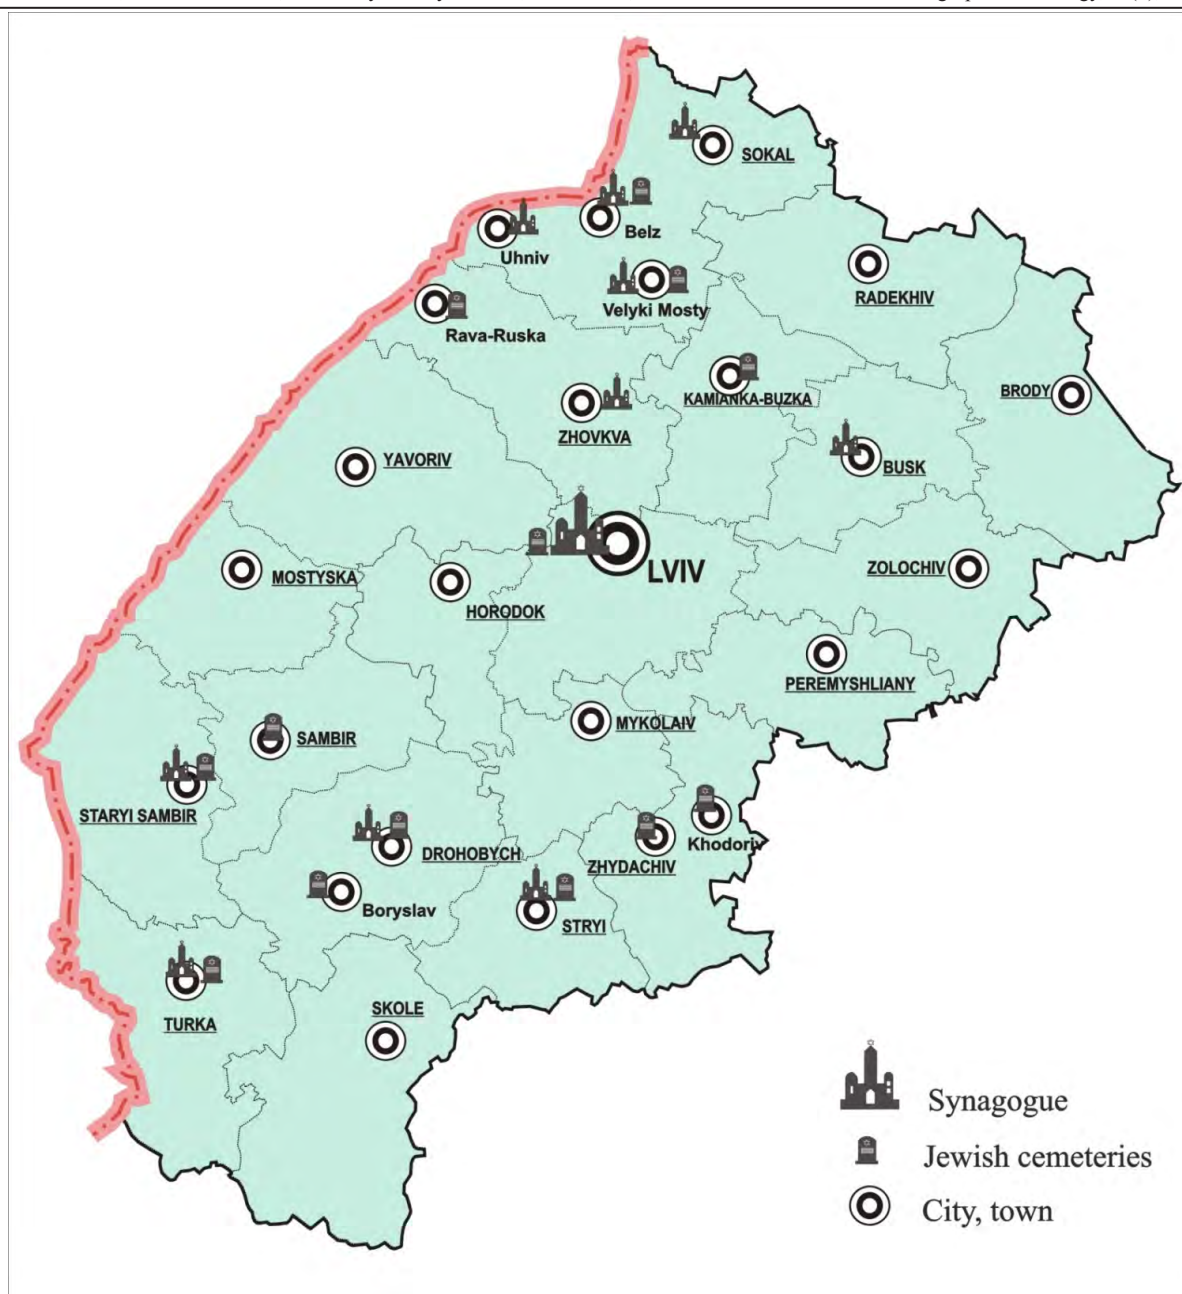 SOKAL
Belz
Uhniv
RADEKHIV
Velyki Mosty
Rava-Ruska
BRODY
KAMIANKA-BUZKA
ZHOVKVA
YAVORIV
BUSK
LVIV
ZOLOCHIV
MOSTYSKA
HORODOK
PEREMYSHLIANY
MYKOLAIV
SAMBIR
STARYI SAMBIR
Khodoriv
DROHOBYCH
ZHYDACHIV
Boryslav
STRYI
SKOLE
TURKA
Synagogue
Jewish cemeteries
City, town